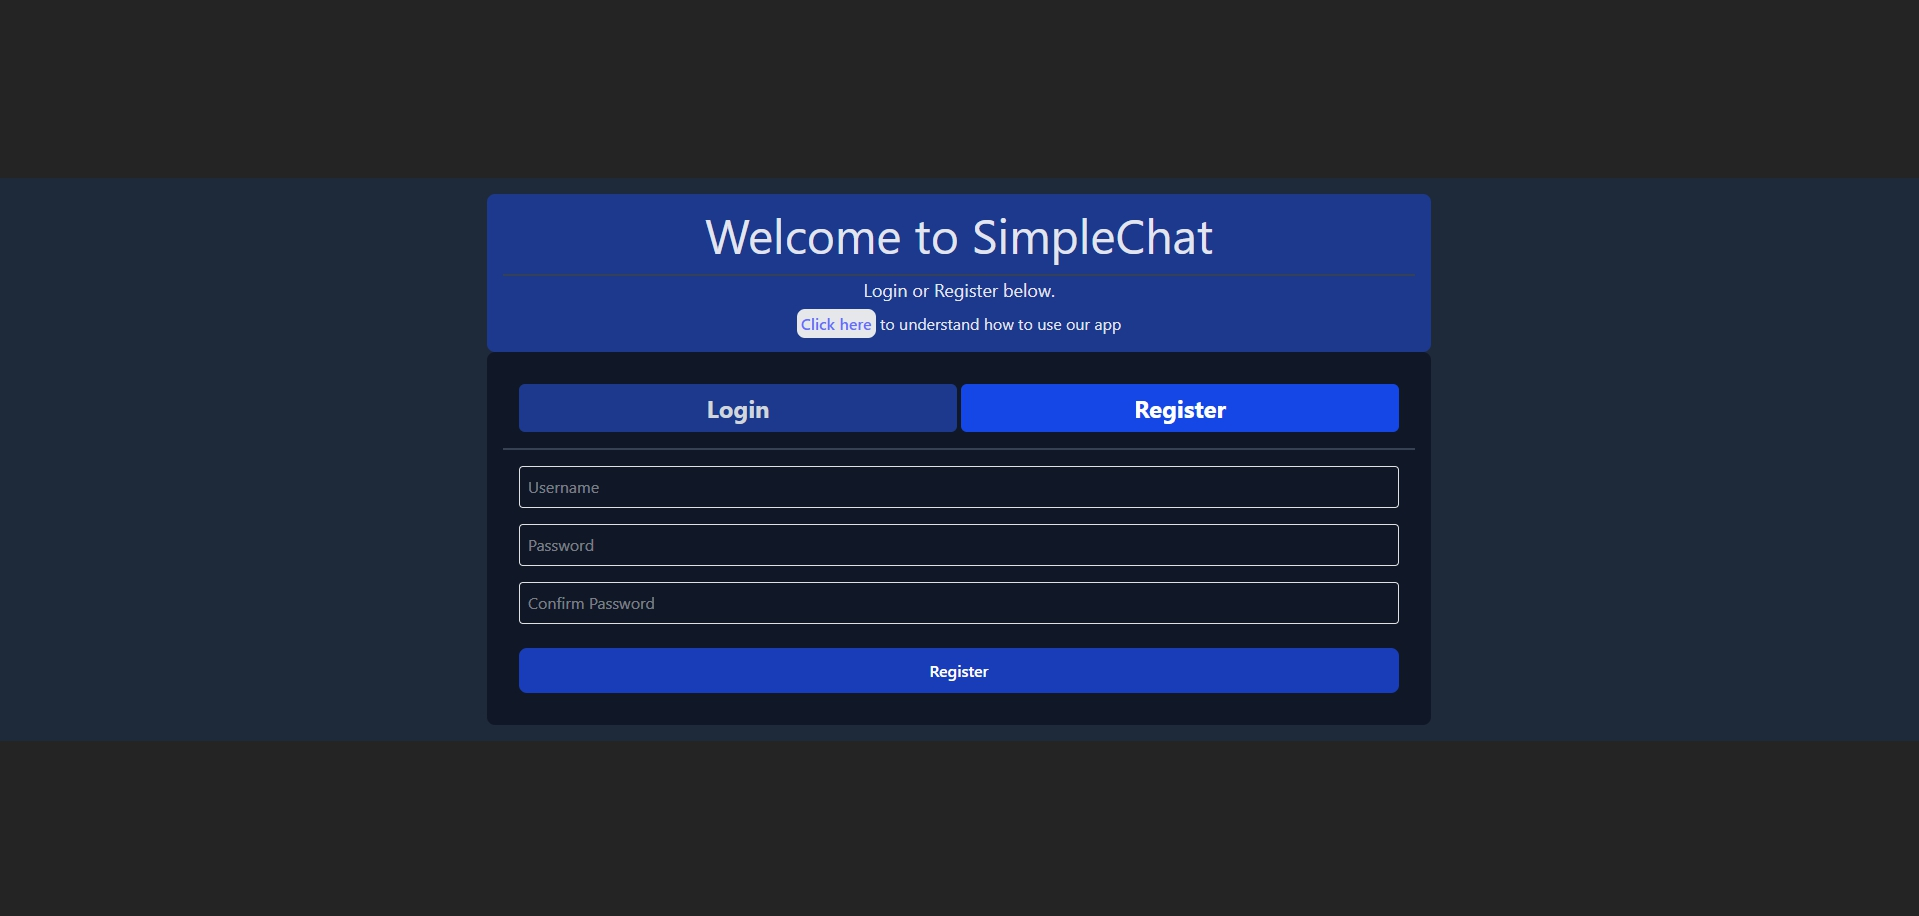 Welcome to SimpleChat
Login or Register below.
Click here to understand how to use our app
Login Register
Username
Password
Confirm Password
Register